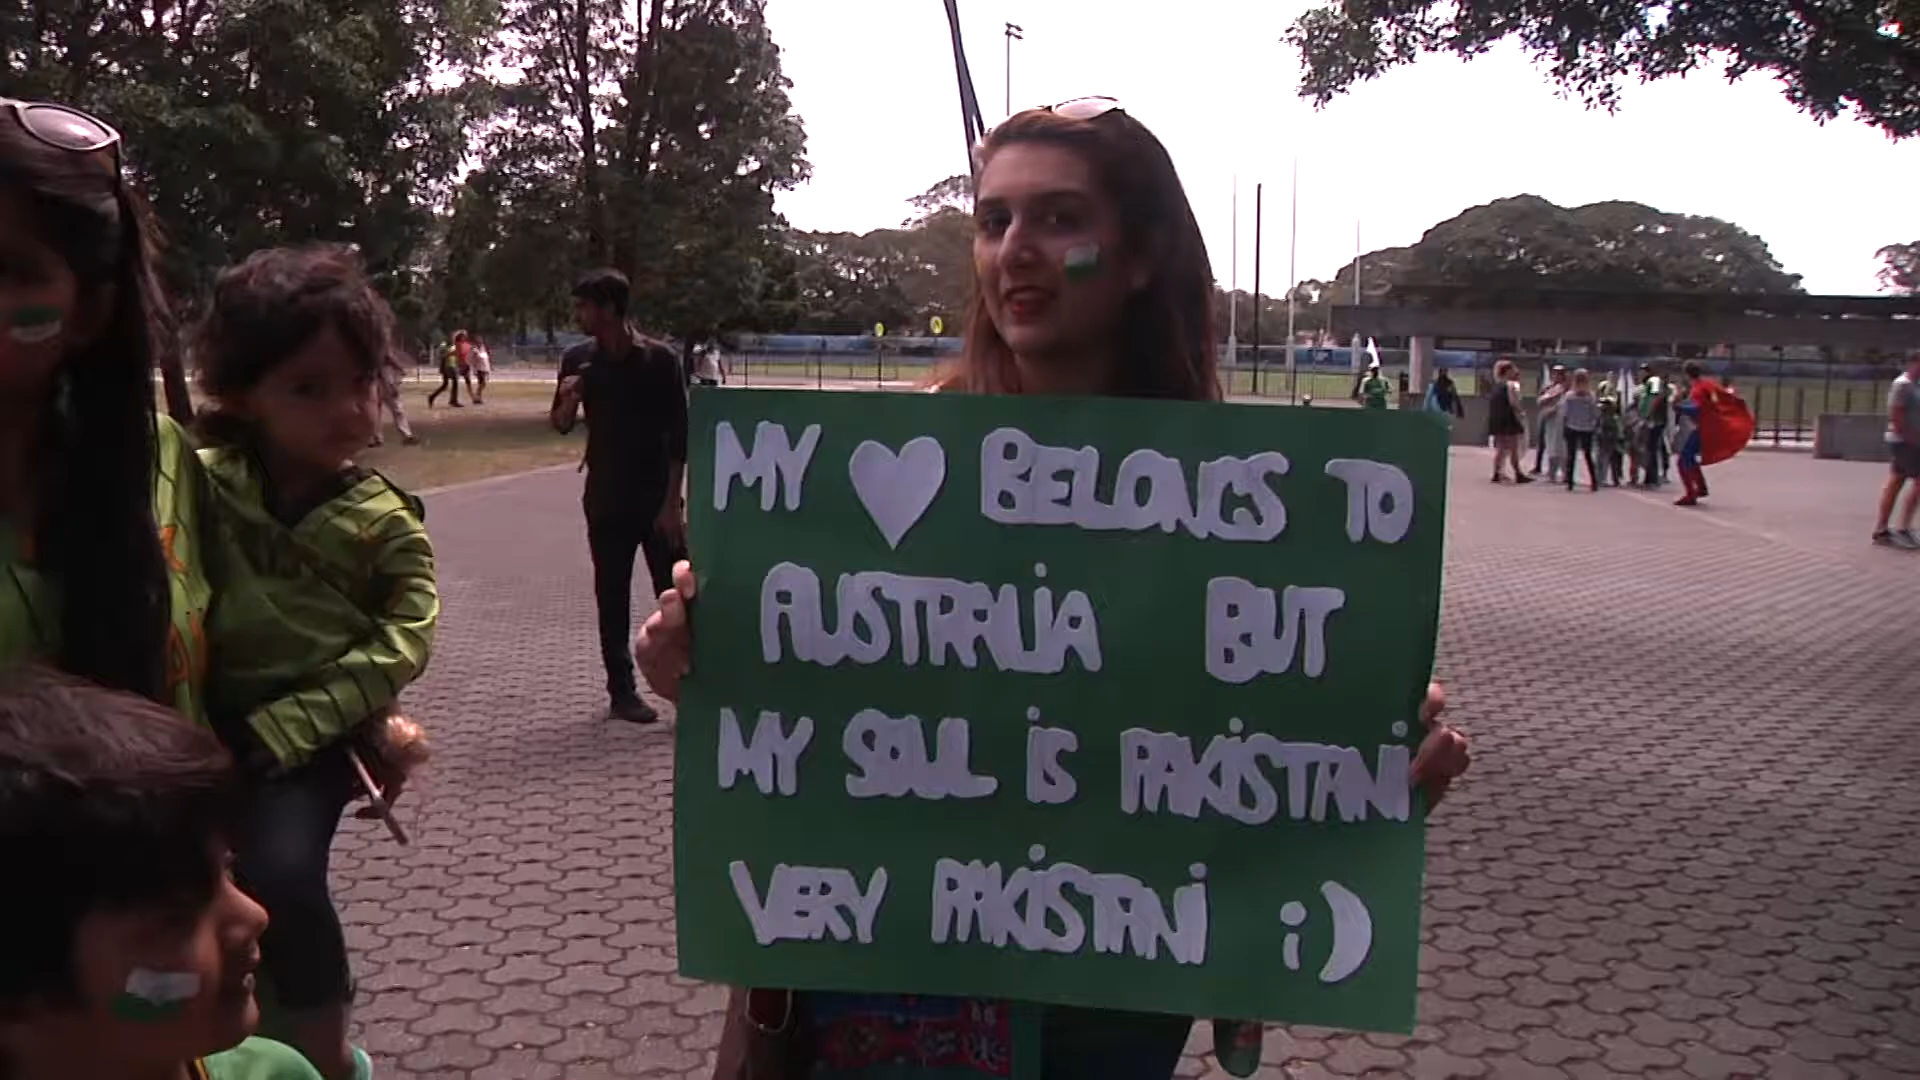 MY ♥ BELONGS TO
AUSTRALiA BUT
MY SOUL iS PAKiSTANi
VERY PAKiSTANi ;)